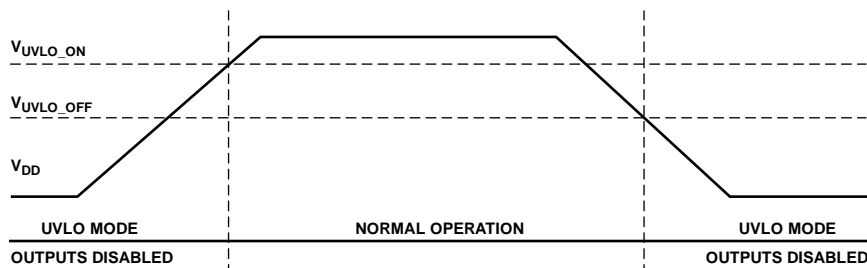 VUVLO_ON
VUVLO_OFF
VDD
UVLO MODE NORMAL OPERATION UVLO MODE
OUTPUTS DISABLED OUTPUTS DISABLED